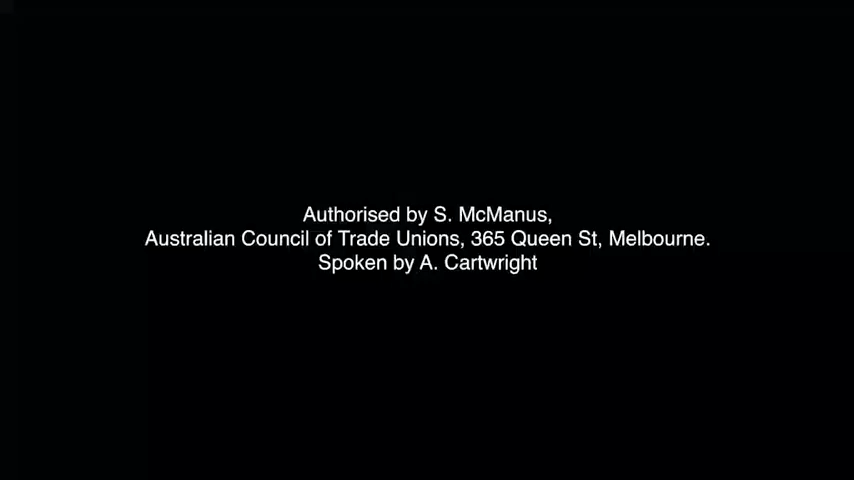 Authorised by S. McManus,
Australian Council of Trade Unions, 365 Queen St, Melbourne.
Spoken by A. Cartwright